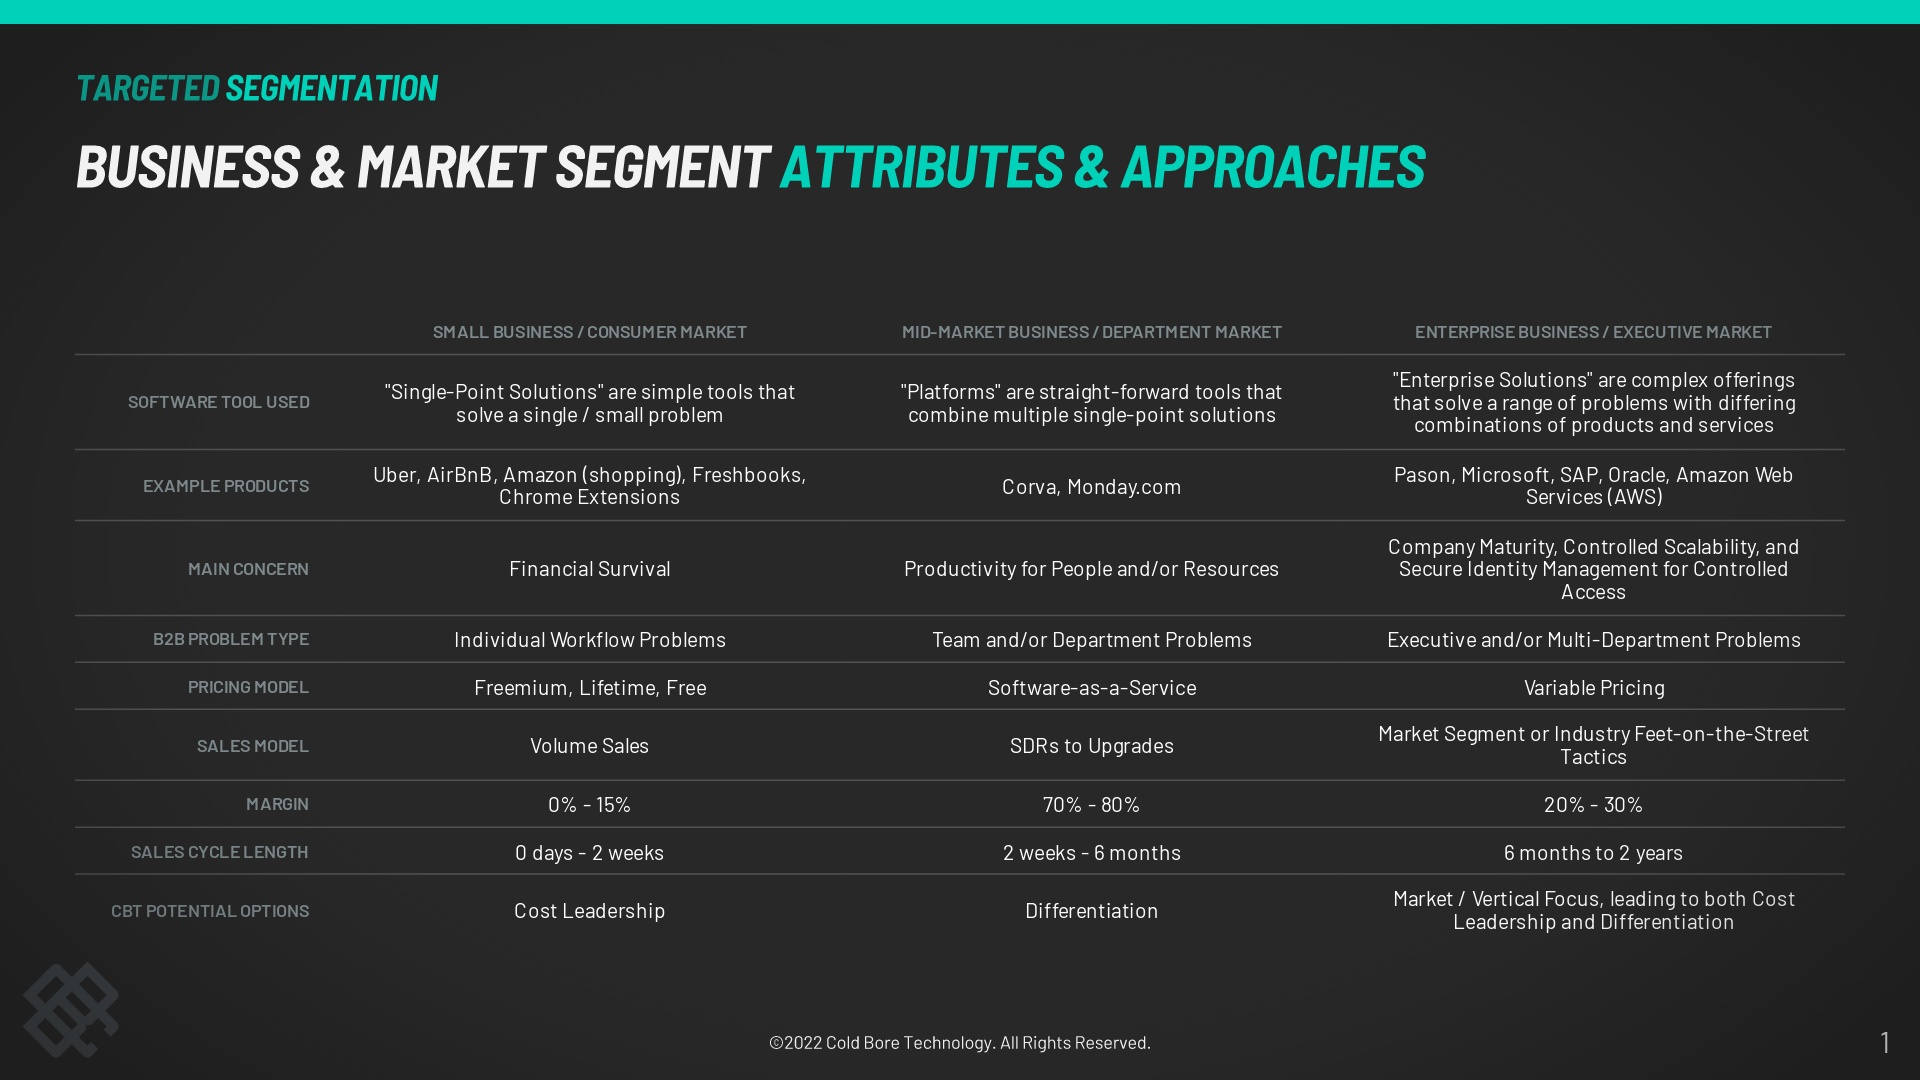 TARGETED SEGMENTATION
BUSINESS & MARKET SEGMENT ATTRIBUTES & APPROACHES
SMALL BUSINESS / CONSUMER MARKET
MID-MARKET BUSINESS / DEPARTMENT MARKET
ENTERPRISE BUSINESS / EXECUTIVE MARKET
SOFTWARE TOOL USED
"Single-Point Solutions" are simple tools that
solve a single / small problem
"Platforms" are straight-forward tools that
combine multiple single-point solutions
"Enterprise Solutions" are complex offerings
that solve a range of problems with differing
combinations of products and services
EXAMPLE PRODUCTS
Uber, AirBnB, Amazon (shopping), Freshbooks,
Chrome Extensions
Corva, Monday.com
Pason, Microsoft, SAP, Oracle, Amazon Web
Services (AWS)
MAIN CONCERN
Financial Survival
Productivity for People and/or Resources
Company Maturity, Controlled Scalability, and
Secure Identity Management for Controlled
Access
B2B PROBLEM TYPE
Individual Workflow Problems
Team and/or Department Problems
Executive and/or Multi-Department Problems
PRICING MODEL
Freemium, Lifetime, Free
Software-as-a-Service
Variable Pricing
SALES MODEL
Volume Sales
SDRs to Upgrades
Market Segment or Industry Feet-on-the-Street
Tactics
MARGIN
0% - 15%
70% - 80%
20% - 30%
SALES CYCLE LENGTH
0 days - 2 weeks
2 weeks - 6 months
6 months to 2 years
CBT POTENTIAL OPTIONS
Cost Leadership
Differentiation
Market / Vertical Focus, leading to both Cost
Leadership and Differentiation
©2022 Cold Bore Technology. All Rights Reserved.
1